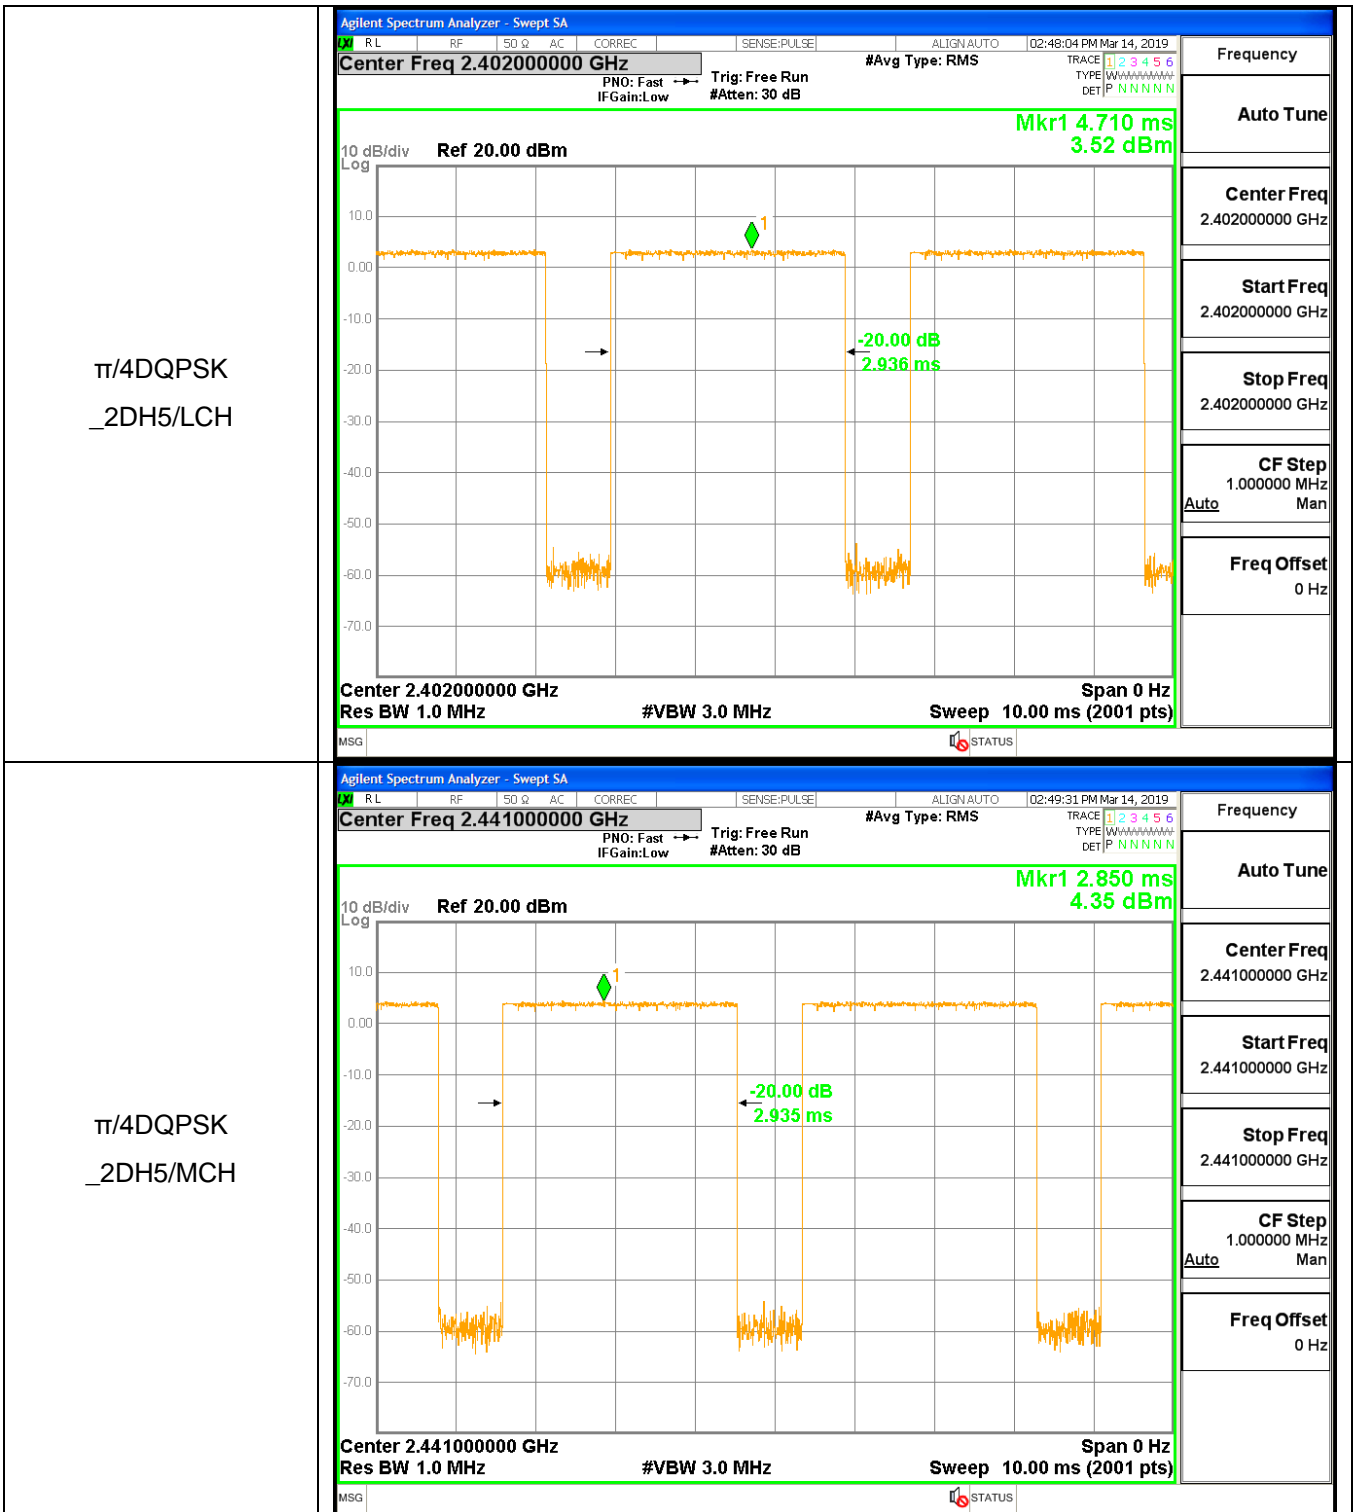 π/4DQPSK
_2DH5/LCH
Agilent Spectrum Analyzer - Swept SA
LXI RL RF 50 Ω AC CORREC SENSE:PULSE ALIGNAUTO 02:48:04 PM Mar 14, 2019
Center Freq 2.402000000 GHz #Avg Type: RMS TRACE 1 2 3 4 5 6
PNO: Fast Trig: Free Run TYPE
IFGain:Low #Atten: 30 dB DET P N N N N N
Mkr1 4.710 ms
3.52 dBm
10 dB/div Ref 20.00 dBm
Log
10.0
0.00
-10.0
-20.00 dB
2.936 ms
-20.0
-30.0
-40.0
-50.0
-60.0
-70.0
1
Center 2.402000000 GHz Span 0 Hz
Res BW 1.0 MHz #VBW 3.0 MHz Sweep 10.00 ms (2001 pts)
MSG STATUS
Frequency
Auto Tune
Center Freq
2.402000000 GHz
Start Freq
2.402000000 GHz
Stop Freq
2.402000000 GHz
CF Step
1.000000 MHz
Auto Man
Freq Offset
0 Hz
π/4DQPSK
_2DH5/MCH
Agilent Spectrum Analyzer - Swept SA
LXI RL RF 50 Ω AC CORREC SENSE:PULSE ALIGNAUTO 02:49:31 PM Mar 14, 2019
Center Freq 2.441000000 GHz #Avg Type: RMS TRACE 1 2 3 4 5 6
PNO: Fast Trig: Free Run TYPE
IFGain:Low #Atten: 30 dB DET P N N N N N
Mkr1 2.850 ms
4.35 dBm
10 dB/div Ref 20.00 dBm
Log
10.0
0.00
-10.0
-20.00 dB
2.935 ms
-20.0
-30.0
-40.0
-50.0
-60.0
-70.0
1
Center 2.441000000 GHz Span 0 Hz
Res BW 1.0 MHz #VBW 3.0 MHz Sweep 10.00 ms (2001 pts)
MSG STATUS
Frequency
Auto Tune
Center Freq
2.441000000 GHz
Start Freq
2.441000000 GHz
Stop Freq
2.441000000 GHz
CF Step
1.000000 MHz
Auto Man
Freq Offset
0 Hz